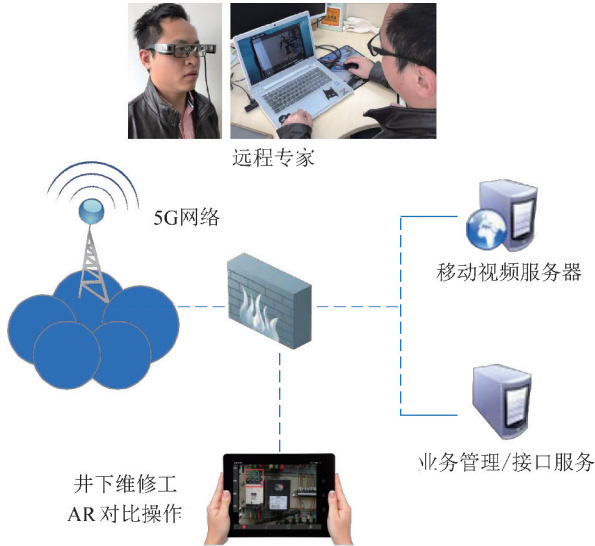 远程专家
5G网络
移动视频服务器
业务管理/接口服务
井下维修工
AR对比操作